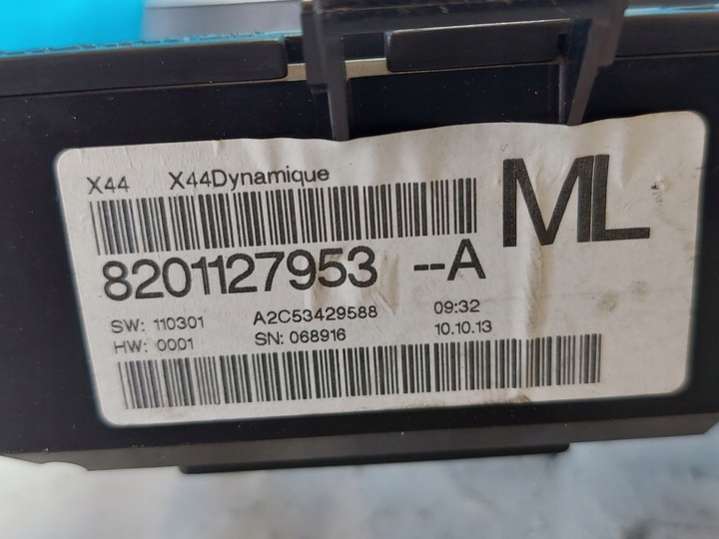 X44 X44Dynamique
ML
8201127953 --A
SW: 110301 A2C53429588 09:32
HW: 0001 SN: 068916 10.10.13